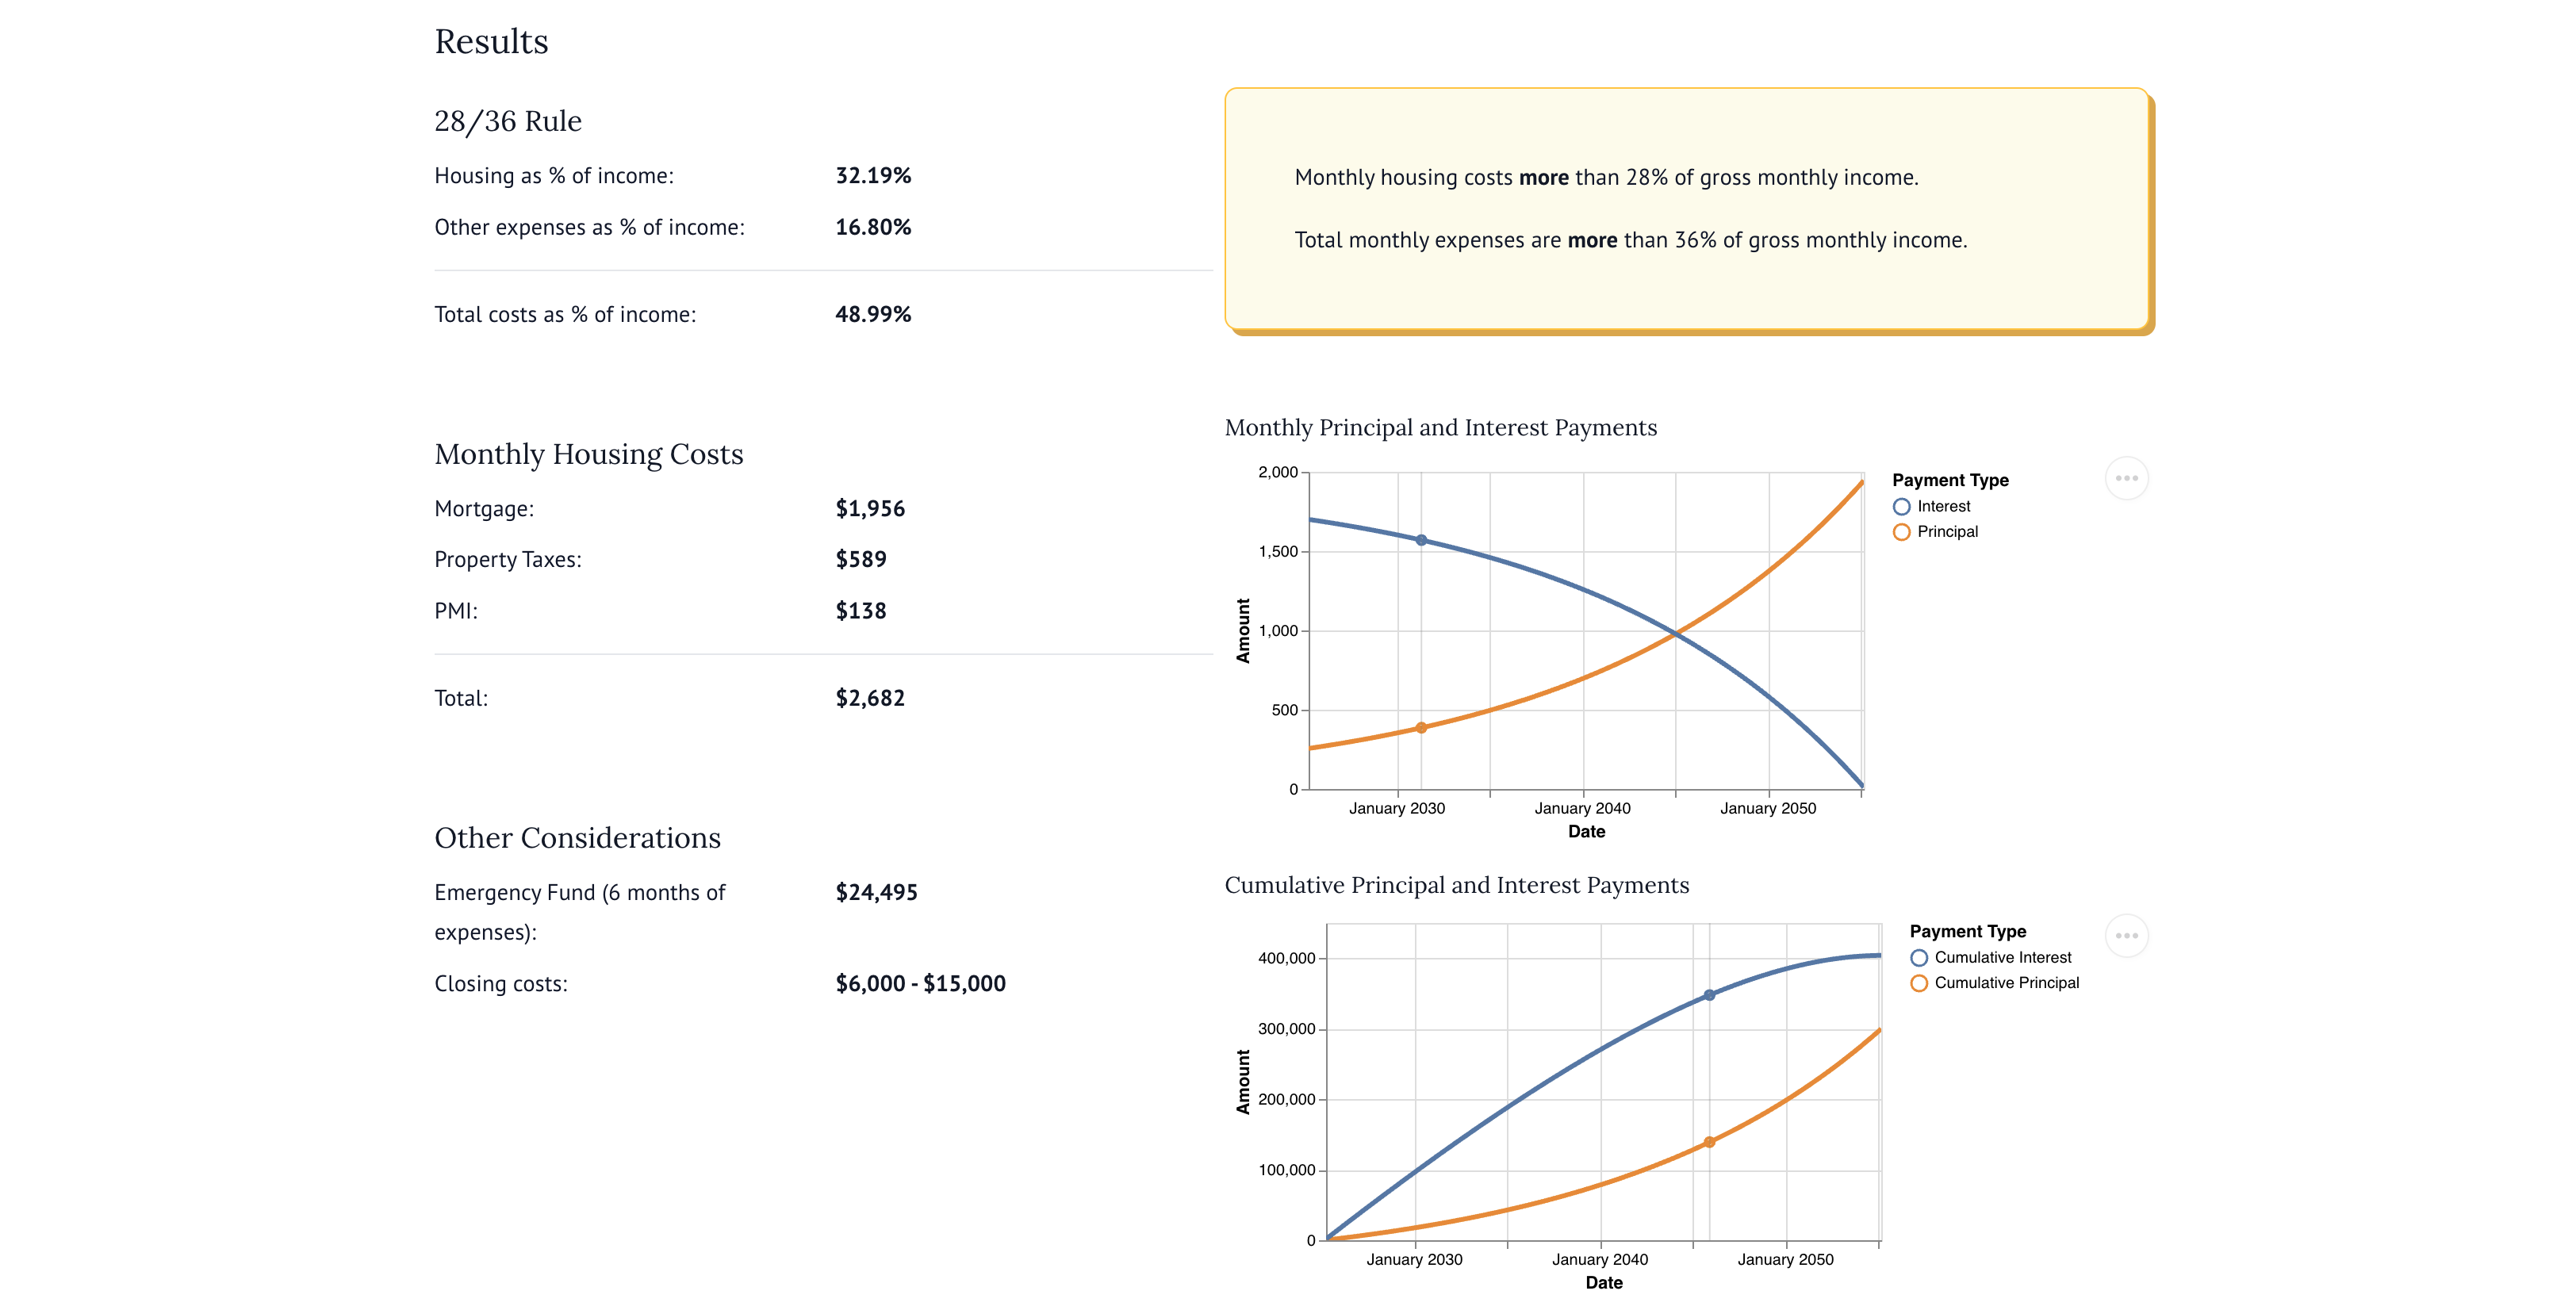 Results
28/36 Rule
Housing as % of income: 32.19%
Other expenses as % of income: 16.80%
Total costs as % of income: 48.99%
Monthly housing costs more than 28% of gross monthly income.
Total monthly expenses are more than 36% of gross monthly income.
Monthly Housing Costs
Mortgage: $1,956
Property Taxes: $589
PMI: $138
Total: $2,682
Monthly Principal and Interest Payments
2,000
1,500
1,000
500
0
Amount
January 2030 January 2040 January 2050
Date
Payment Type
Interest
Principal
Other Considerations
Emergency Fund (6 months of $24,495
expenses):
Closing costs: $6,000 - $15,000
Cumulative Principal and Interest Payments
400,000
300,000
200,000
100,000
0
Amount
January 2030 January 2040 January 2050
Date
Payment Type
Cumulative Interest
Cumulative Principal